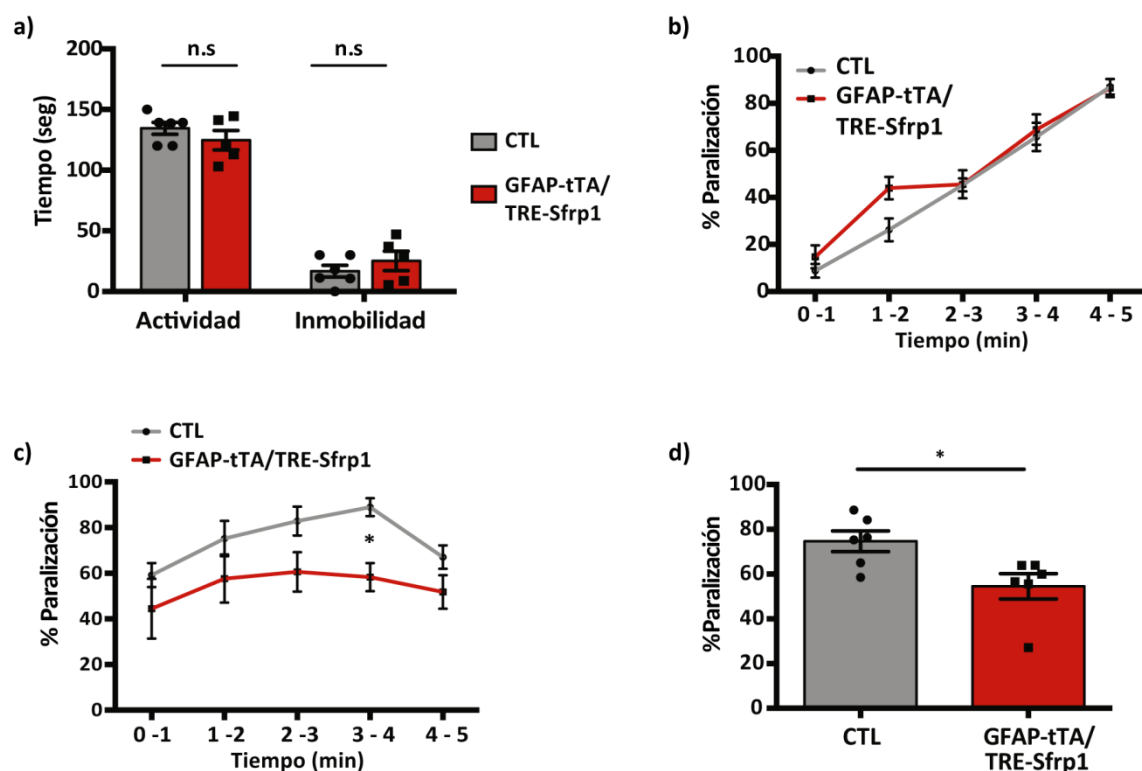 a)
n.s
n.s
200
150
100
50
0
Tiempo (seg)
Actividad
Inmobilidad
CTL
GFAP-tTA/
TRE-Sfrp1
b)
CTL
GFAP-tTA/
TRE-Sfrp1
80
60
40
20
0
% Paralización
0 -1
1 -2
2 -3
3 - 4
4 - 5
Tiempo (min)
c)
CTL
GFAP-tTA/TRE-Sfrp1
100
80
60
40
20
0
% Paralización
*
0 -1
1 -2
2 -3
3 - 4
4 - 5
Tiempo (min)
d)
*
100
80
60
40
20
0
%Paralización
CTL
GFAP-tTA/
TRE-Sfrp1